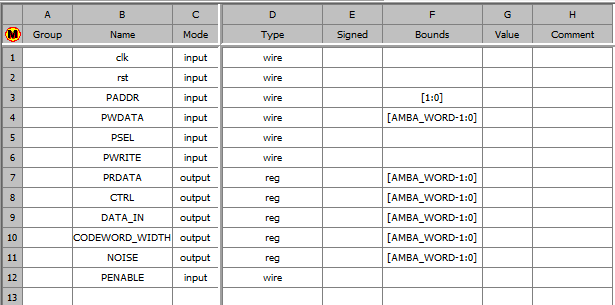 A B C D E F G H
M Group Name Mode Type Signed Bounds Value Comment
1 clk input wire
2 rst input wire
3 PADDR input wire [1:0]
4 PWDATA input wire [AMBA_WORD-1:0]
5 PSEL input wire
6 PWRITE input wire
7 PRDATA output reg [AMBA_WORD-1:0]
8 CTRL output reg [AMBA_WORD-1:0]
9 DATA_IN output reg [AMBA_WORD-1:0]
10 CODEWORD_WIDTH output reg [AMBA_WORD-1:0]
11 NOISE output reg [AMBA_WORD-1:0]
12 PENABLE input wire
13